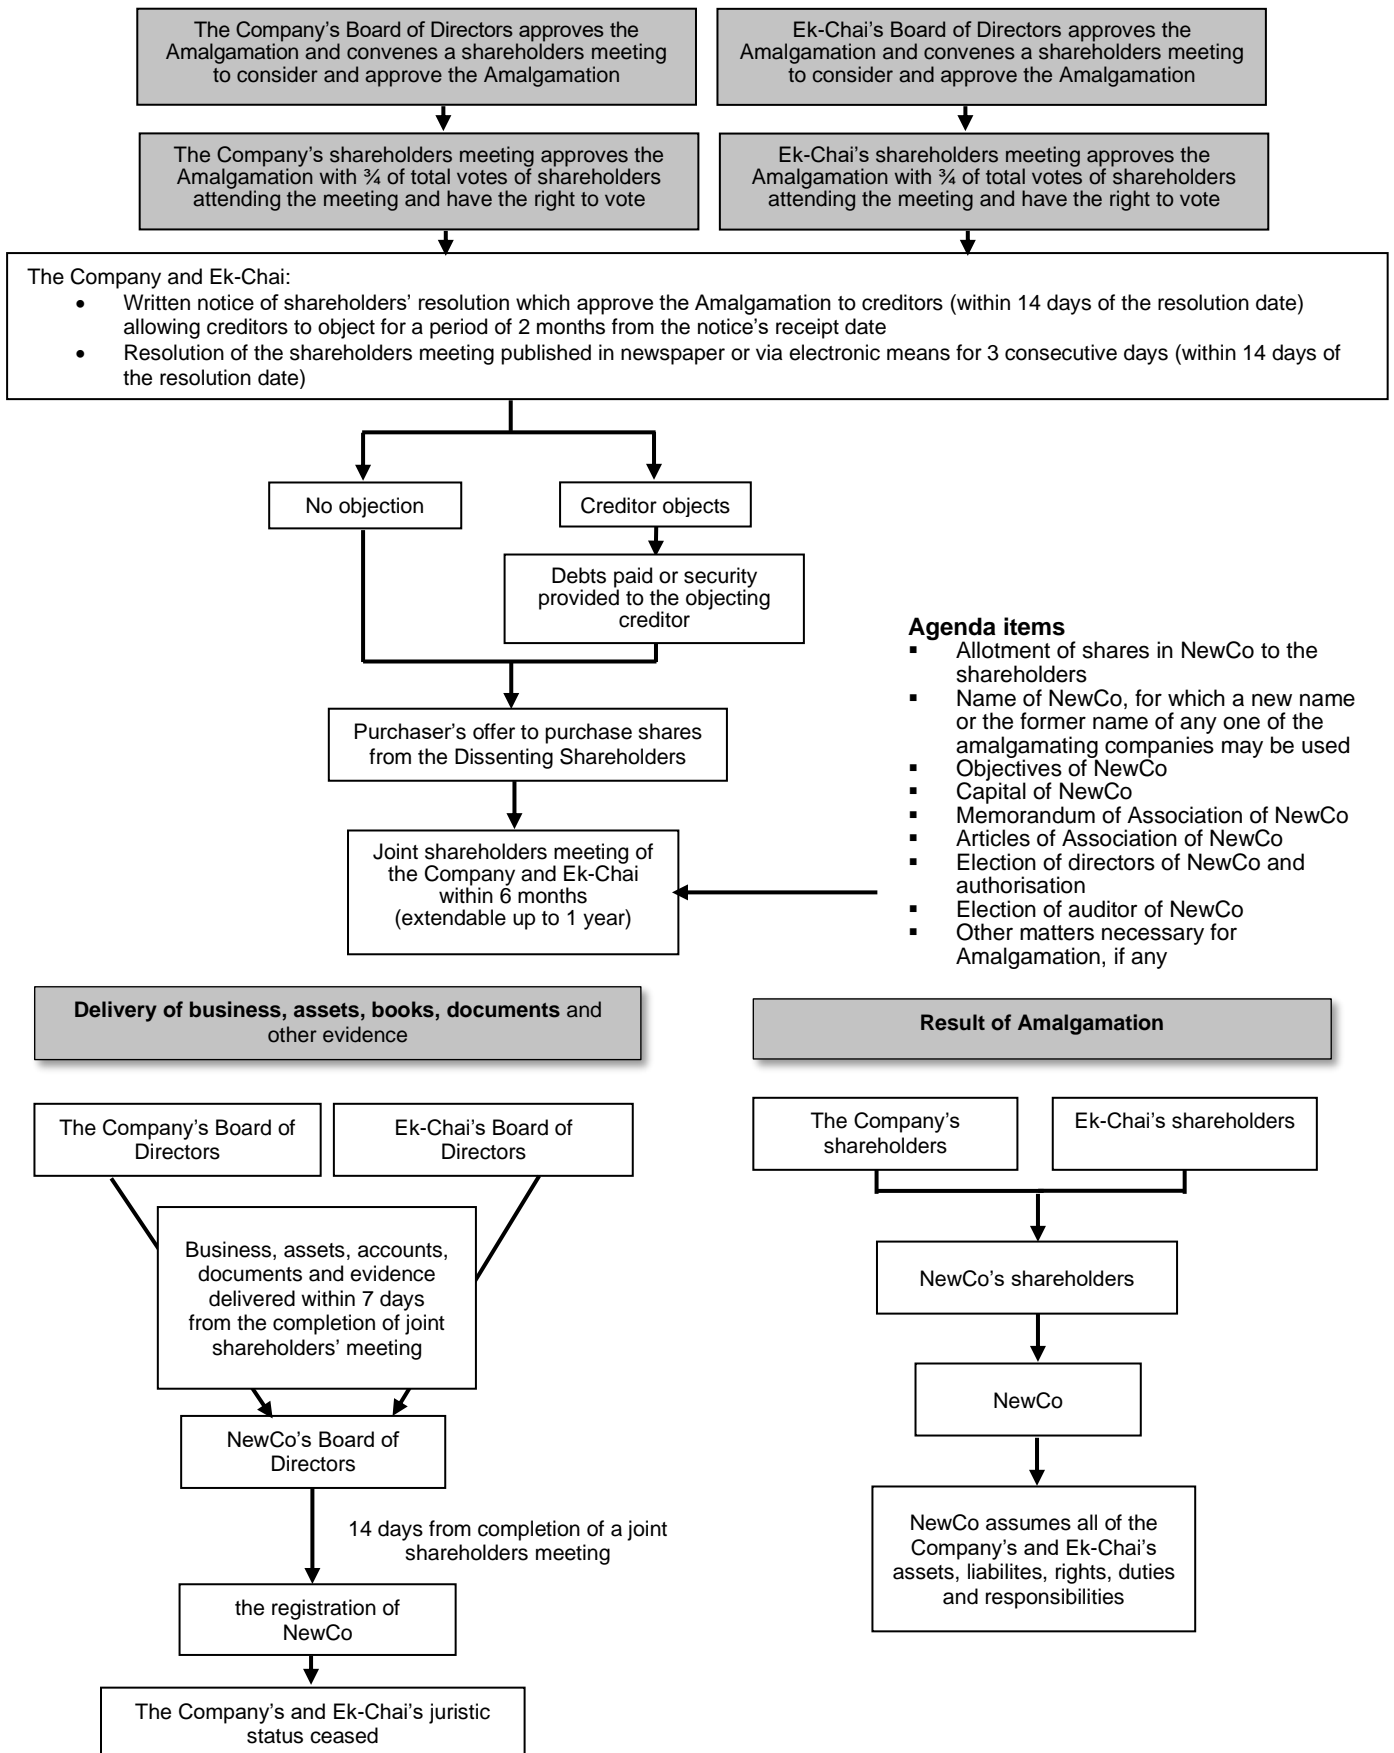 The Company’s Board of Directors approves the
Amalgamation and convenes a shareholders meeting
to consider and approve the Amalgamation
Ek-Chai’s Board of Directors approves the
Amalgamation and convenes a shareholders meeting
to consider and approve the Amalgamation
The Company’s shareholders meeting approves the
Amalgamation with ¾ of total votes of shareholders
attending the meeting and have the right to vote
Ek-Chai’s shareholders meeting approves the
Amalgamation with ¾ of total votes of shareholders
attending the meeting and have the right to vote
The Company and Ek-Chai:
• Written notice of shareholders’ resolution which approve the Amalgamation to creditors (within 14 days of the resolution date)
allowing creditors to object for a period of 2 months from the notice’s receipt date
• Resolution of the shareholders meeting published in newspaper or via electronic means for 3 consecutive days (within 14 days of
the resolution date)
No objection
Creditor objects
Debts paid or security
provided to the objecting
creditor
Purchaser’s offer to purchase shares
from the Dissenting Shareholders
Joint shareholders meeting of
the Company and Ek-Chai
within 6 months
(extendable up to 1 year)
Agenda items
▪ Allotment of shares in NewCo to the
shareholders
▪ Name of NewCo, for which a new name
or the former name of any one of the
amalgamating companies may be used
▪ Objectives of NewCo
▪ Capital of NewCo
▪ Memorandum of Association of NewCo
▪ Articles of Association of NewCo
▪ Election of directors of NewCo and
authorisation
▪ Election of auditor of NewCo
▪ Other matters necessary for
Amalgamation, if any
Delivery of business, assets, books, documents and
other evidence
The Company’s Board of
Directors
Ek-Chai’s Board of
Directors
Business, assets, accounts,
documents and evidence
delivered within 7 days
from the completion of joint
shareholders’ meeting
NewCo’s Board of
Directors
14 days from completion of a joint
shareholders meeting
the registration of
NewCo
The Company’s and Ek-Chai’s juristic
status ceased
Result of Amalgamation
The Company’s
shareholders
Ek-Chai’s shareholders
NewCo’s shareholders
NewCo
NewCo assumes all of the
Company’s and Ek-Chai’s
assets, liabilites, rights, duties
and responsibilities